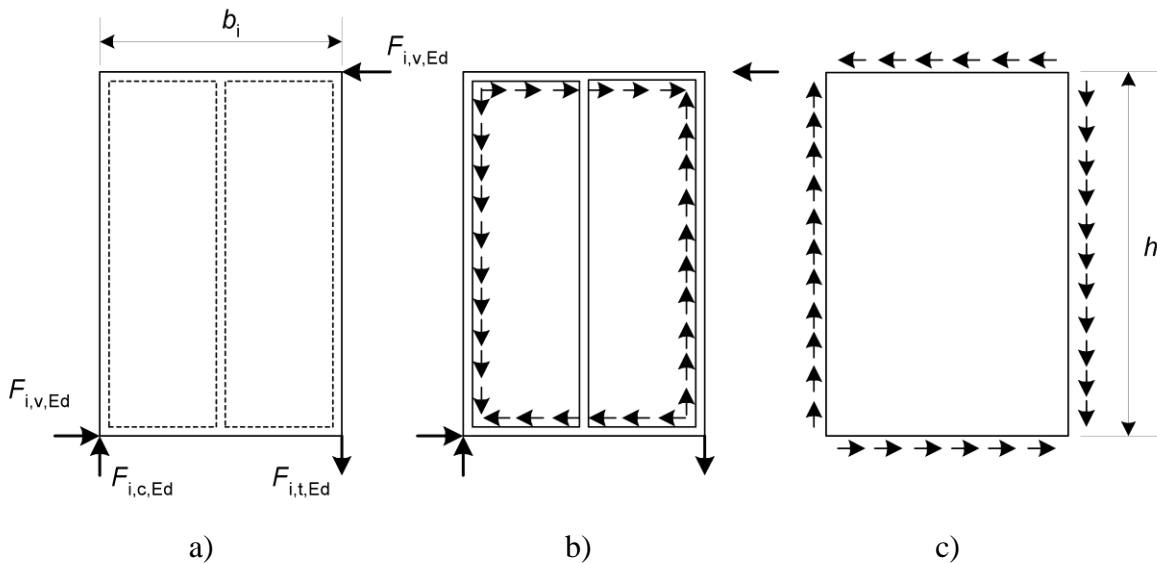 b_i
F_i,v,Ed
F_i,v,Ed
F_i,c,Ed
F_i,t,Ed
h
a)
b)
c)